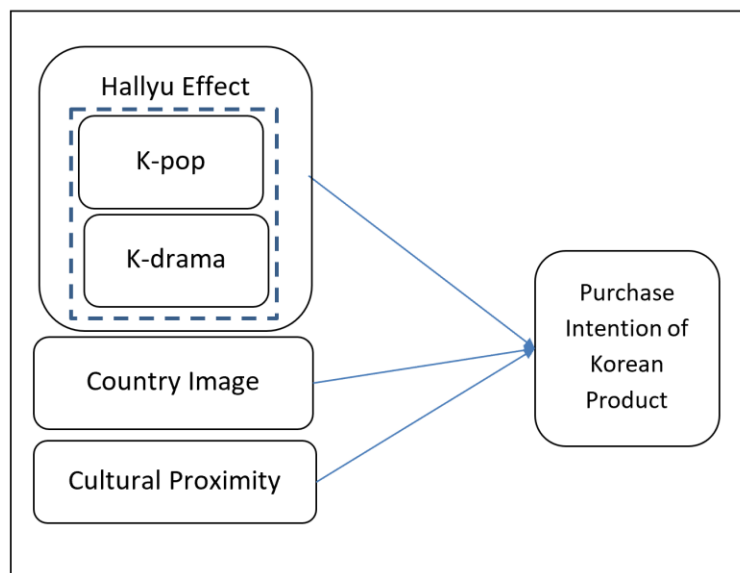 Hallyu Effect
K-pop
K-drama
Country Image
Cultural Proximity
Purchase
Intention of
Korean
Product